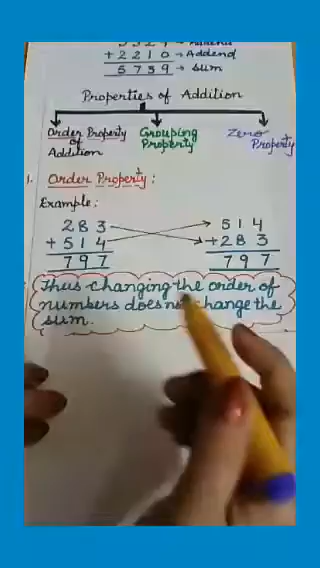 + 2 2 1 0 → Addend
5 7 3 9 → Sum
Properties of Addition
Order Property of Addition
Grouping Property
Zero Property
1. Order Property :
Example :
2 8 3
+ 5 1 4
7 9 7
5 1 4
+ 2 8 3
7 9 7
Thus changing the order of
numbers does not change the
sum.